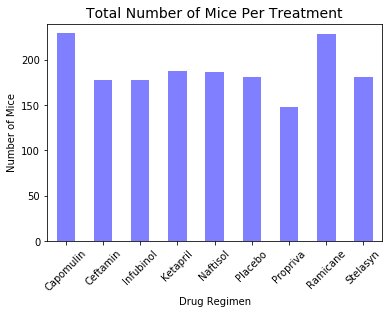 Total Number of Mice Per Treatment
Number of Mice
200
150
100
50
0
Capomulin
Ceftamin
Infubinol
Ketapril
Naftisol
Placebo
Propriva
Ramicane
Stelasyn
Drug Regimen